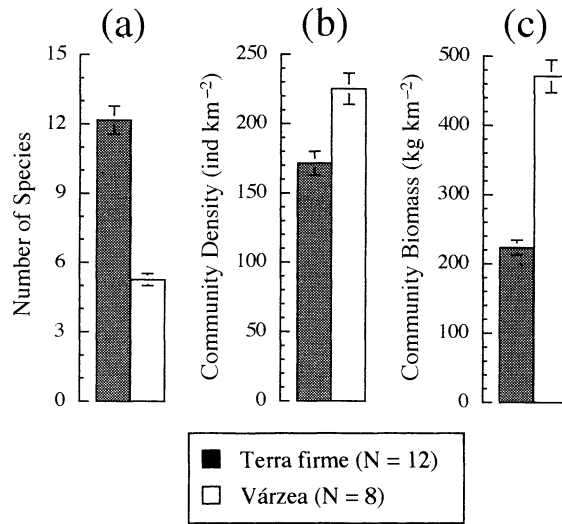 (a)
Number of Species
15
12
9
6
3
0
(b)
Community Density (ind km⁻²)
250
200
150
100
50
0
(c)
Community Biomass (kg km⁻²)
500
400
300
200
100
0
Terra firme (N = 12)
Várzea (N = 8)